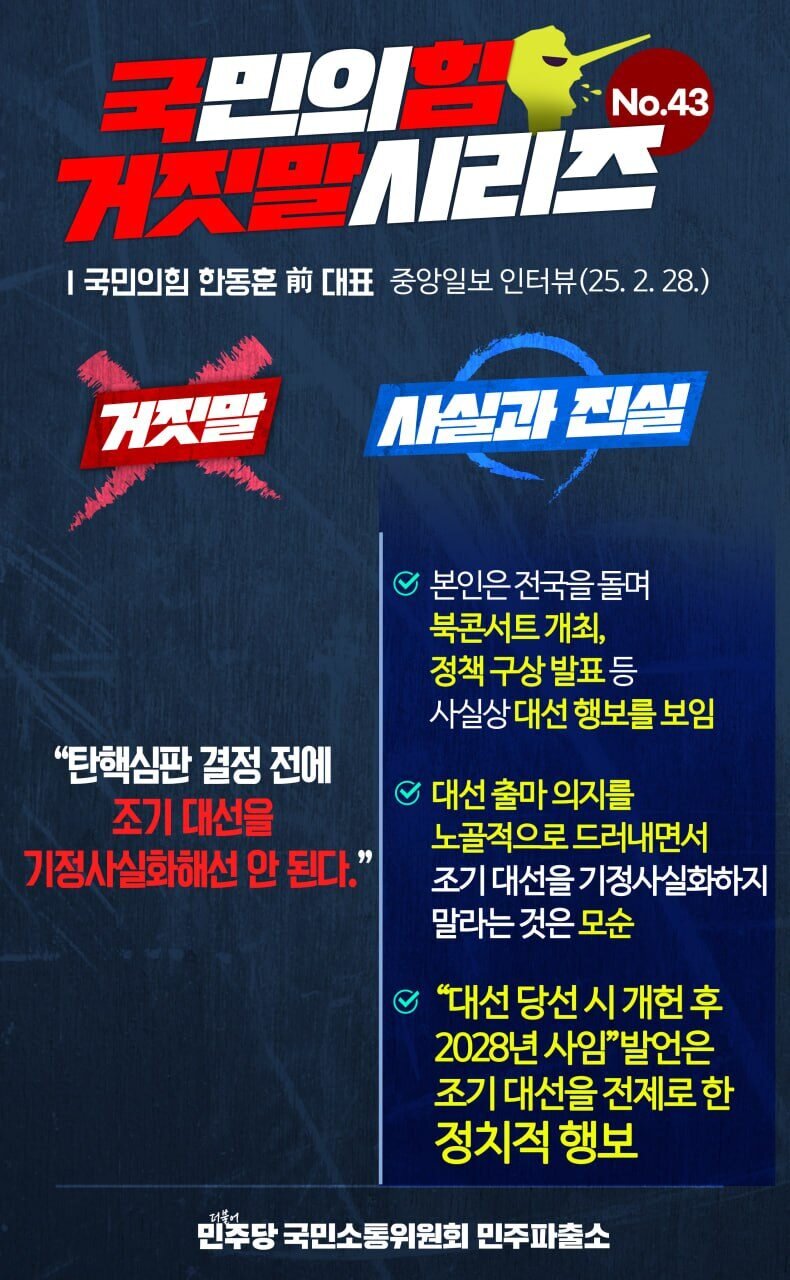 국민의힘
No.43
거짓말시리즈
국민의힘 한동훈 前 대표 중앙일보 인터뷰(25. 2. 28.)
거짓말
사실과 진실
“탄핵심판 결정 전에
조기 대선을
기정사실화해선 안 된다.”
본인은 전국을 돌며
북콘서트 개최,
정책 구상 발표 등
사실상 대선 행보를 보임
대선 출마 의지를
노골적으로 드러내면서
조기 대선을 기정사실화하지
말라는 것은 모순
“대선 당선 시 개헌 후
2028년 사임”발언은
조기 대선을 전제로 한
정치적 행보
더불어
민주당 국민소통위원회 민주파출소